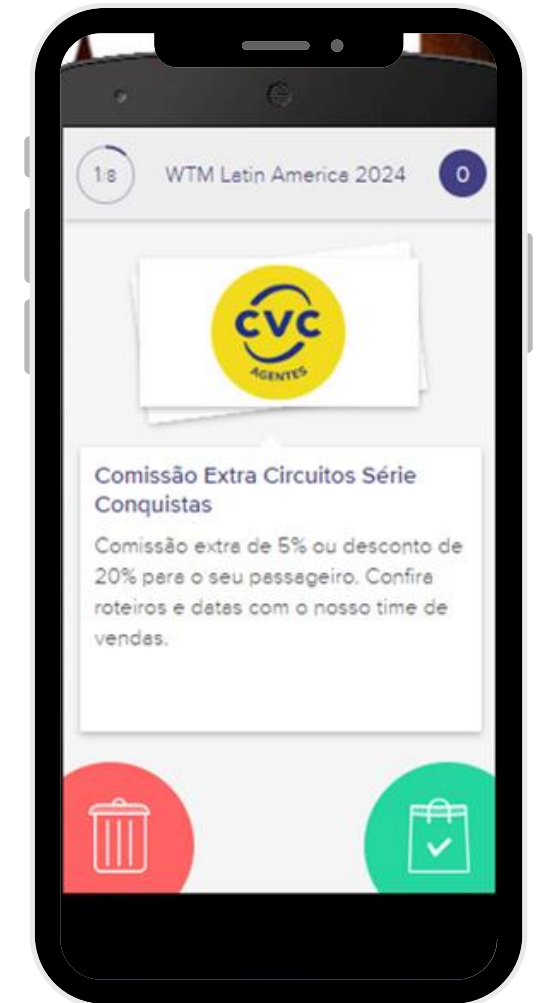 1/8 WTM Latin America 2024 0
CVC
AGENTES
Comissão Extra Circuitos Série
Conquistas
Comissão extra de 5% ou desconto de
20% para o seu passageiro. Confira
roteiros e datas com o nosso time de
vendas.